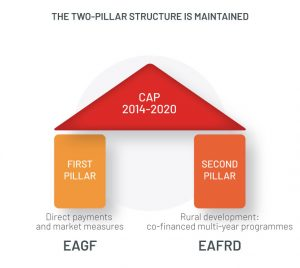 THE TWO-PILLAR STRUCTURE IS MAINTAINED
CAP
2014-2020
FIRST
PILLAR
SECOND
PILLAR
Direct payments
and market measures
EAGF
Rural development:
co-financed multi-year programmes
EAFRD